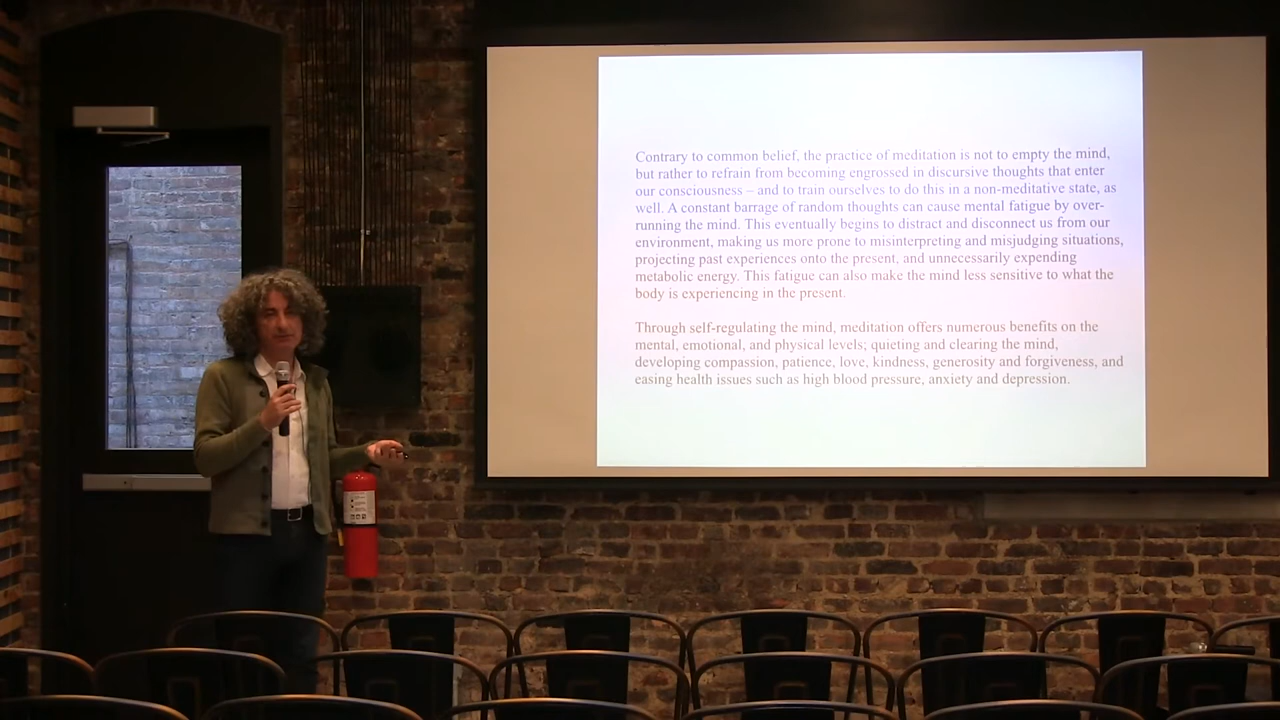 Contrary to common belief, the practice of meditation is not to empty the mind,
but rather to refrain from becoming engrossed in discursive thoughts that enter
our consciousness – and to train ourselves to do this in a non-meditative state, as
well. A constant barrage of random thoughts can cause mental fatigue by over-
running the mind. This eventually begins to distract and disconnect us from our
environment, making us more prone to misinterpreting and misjudging situations,
projecting past experiences onto the present, and unnecessarily expending
metabolic energy. This fatigue can also make the mind less sensitive to what the
body is experiencing in the present.
Through self-regulating the mind, meditation offers numerous benefits on the
mental, emotional, and physical levels; quieting and clearing the mind,
developing compassion, patience, love, kindness, generosity and forgiveness, and
easing health issues such as high blood pressure, anxiety and depression.